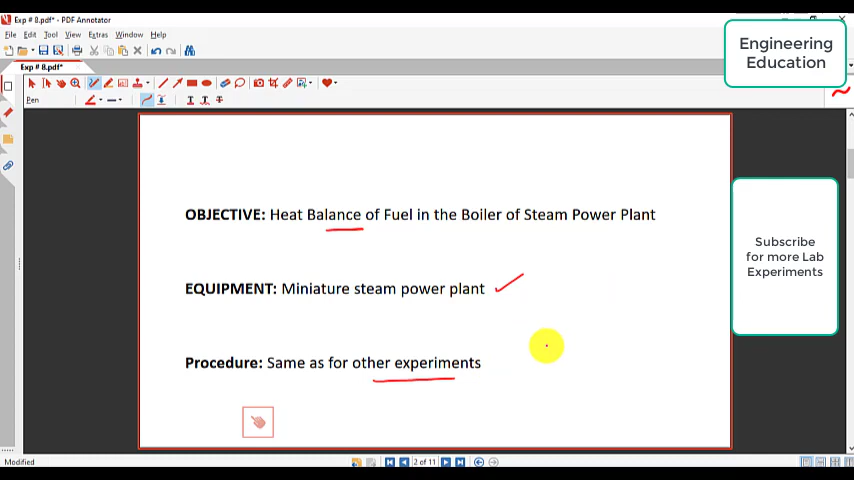 Exp # 8.pdf* - PDF Annotator
File Edit Tool View Extras Window Help
Exp # 8.pdf*
Pen
Engineering
Education
OBJECTIVE: Heat Balance of Fuel in the Boiler of Steam Power Plant
Subscribe
for more Lab
Experiments
EQUIPMENT: Miniature steam power plant
Procedure: Same as for other experiments
Modified
2 of 11